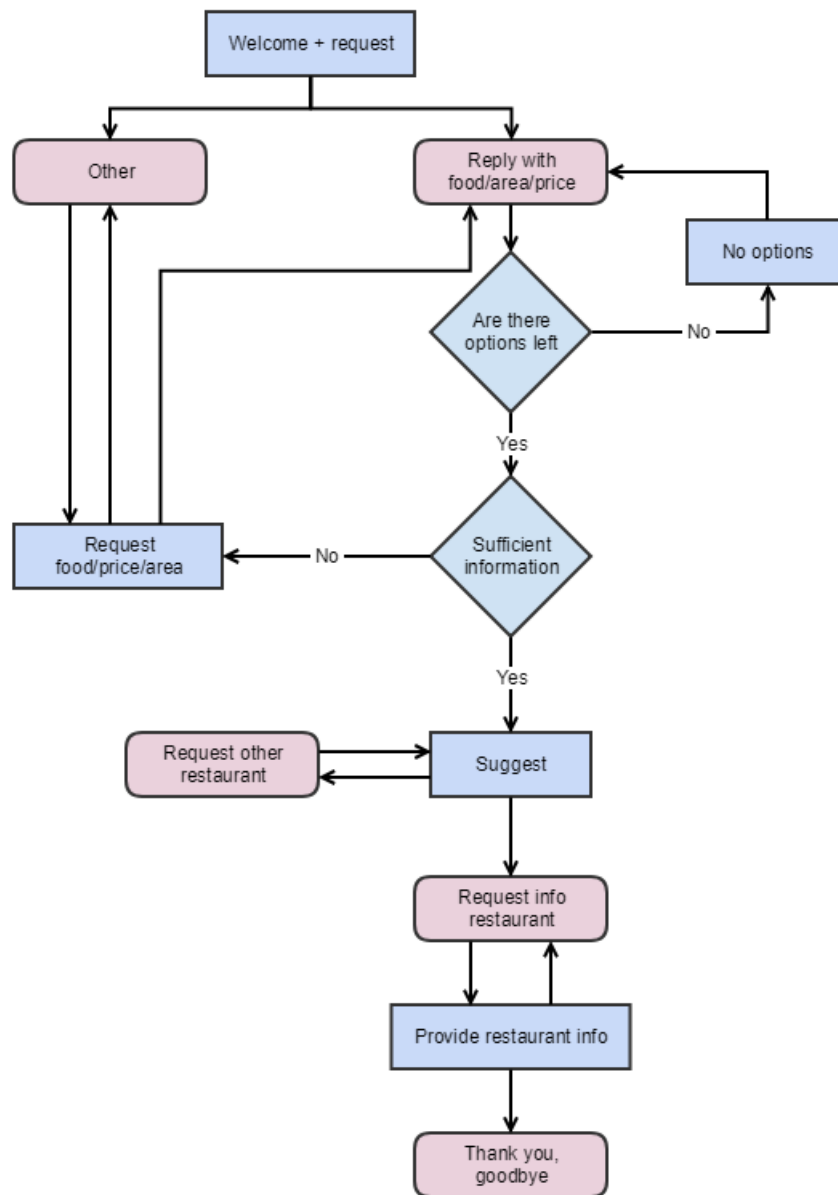 Welcome + request
Other
Reply with
food/area/price
No options
Are there
options left
No
Yes
Request
food/price/area
No
Sufficient
information
Yes
Request other
restaurant
Suggest
Request info
restaurant
Provide restaurant info
Thank you,
goodbye